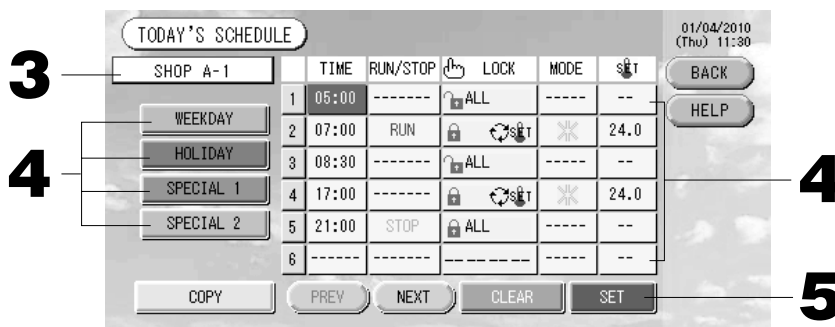 TODAY'S SCHEDULE
01/04/2010
(Thu) 11:30
3
SHOP A-1
TIME RUN/STOP LOCK MODE SET
BACK
HELP
1 05:00 ------- ALL ----- --
WEEKDAY
2 07:00 RUN SET 24.0
HOLIDAY
3 08:30 ------- ALL ----- --
4
SPECIAL 1
4 17:00 ------- SET 24.0
4
SPECIAL 2
5 21:00 STOP ALL ----- --
6 ------ ------- -------- ----- --
COPY PREV NEXT CLEAR SET
5